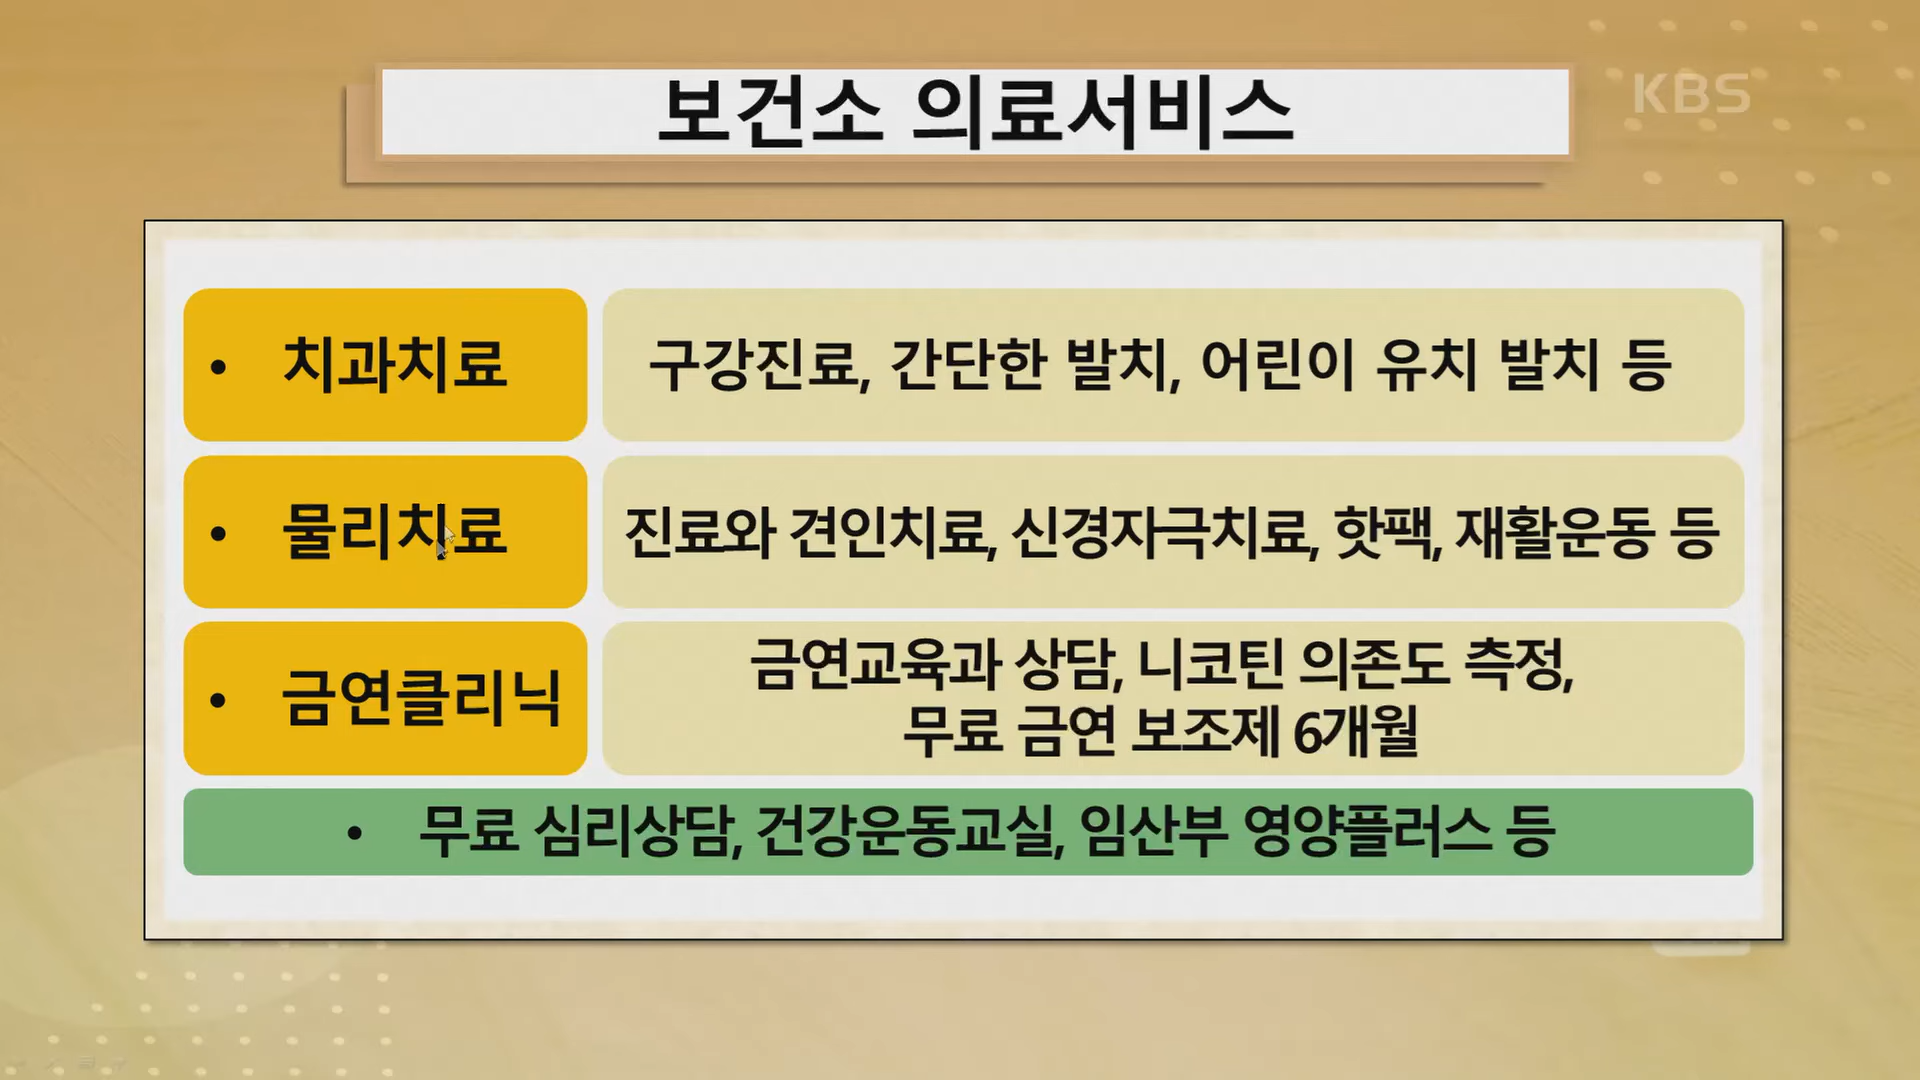 보건소 의료서비스
KBS
• 치과치료
구강진료, 간단한 발치, 어린이 유치 발치 등
• 물리치료
진료와 견인치료, 신경자극치료, 핫팩, 재활운동 등
• 금연클리닉
금연교육과 상담, 니코틴 의존도 측정,
무료 금연 보조제 6개월
• 무료 심리상담, 건강운동교실, 임산부 영양플러스 등